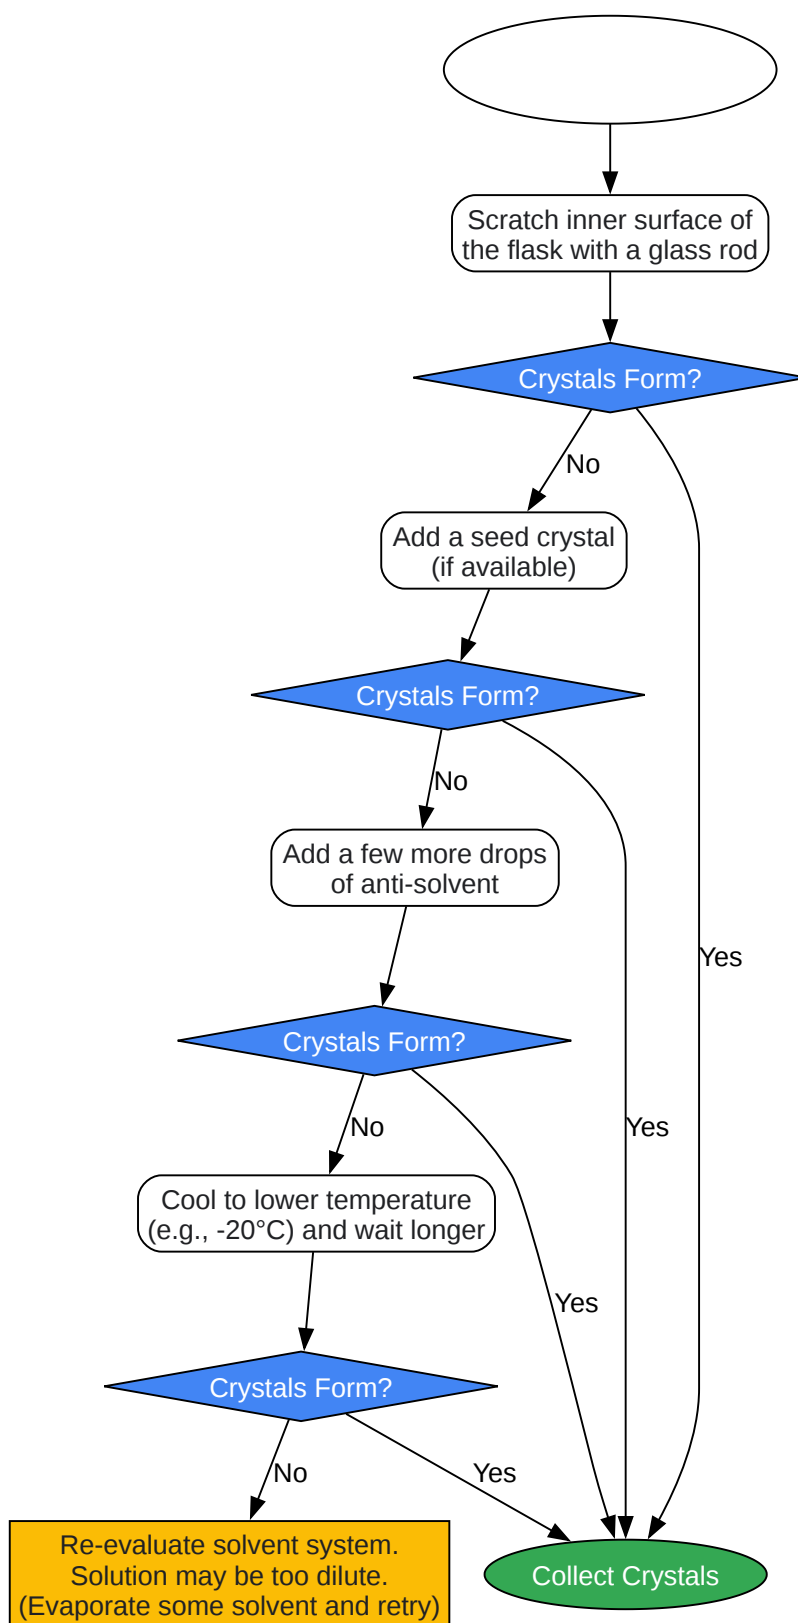 Scratch inner surface of
the flask with a glass rod
Crystals Form?
No
Add a seed crystal
(if available)
Crystals Form?
No
Add a few more drops
of anti-solvent
Yes
Crystals Form?
No
Yes
Cool to lower temperature
(e.g., -20°C) and wait longer
Yes
Crystals Form?
No
Yes
Re-evaluate solvent system.
Solution may be too dilute.
(Evaporate some solvent and retry)
Collect Crystals